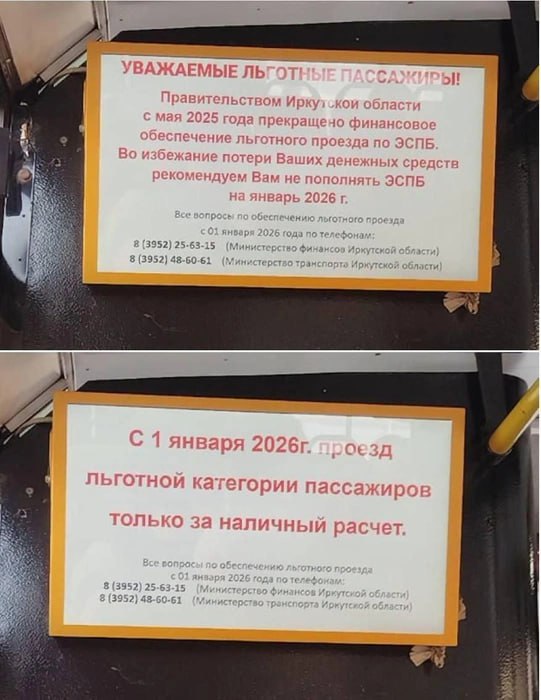 УВАЖАЕМЫЕ ЛЬГОТНЫЕ ПАССАЖИРЫ!
Правительством Иркутской области
с мая 2025 года прекращено финансовое
обеспечение льготного проезда по ЭСПБ.
Во избежание потери Ваших денежных средств
рекомендуем Вам не пополнять ЭСПБ
на январь 2026 г.
Все вопросы по обеспечению льготного проезда
с 01 января 2026 года по телефонам:
8 (3952) 25-63-15 (Министерство финансов Иркутской области)
8 (3952) 48-60-61 (Министерство транспорта Иркутской области)
С 1 января 2026г. проезд
льготной категории пассажиров
только за наличный расчет.
Все вопросы по обеспечению льготного проезда
с 01 января 2026 года по телефонам:
8 (3952) 25-63-15 (Министерство финансов Иркутской области)
8 (3952) 48-60-61 (Министерство транспорта Иркутской области)